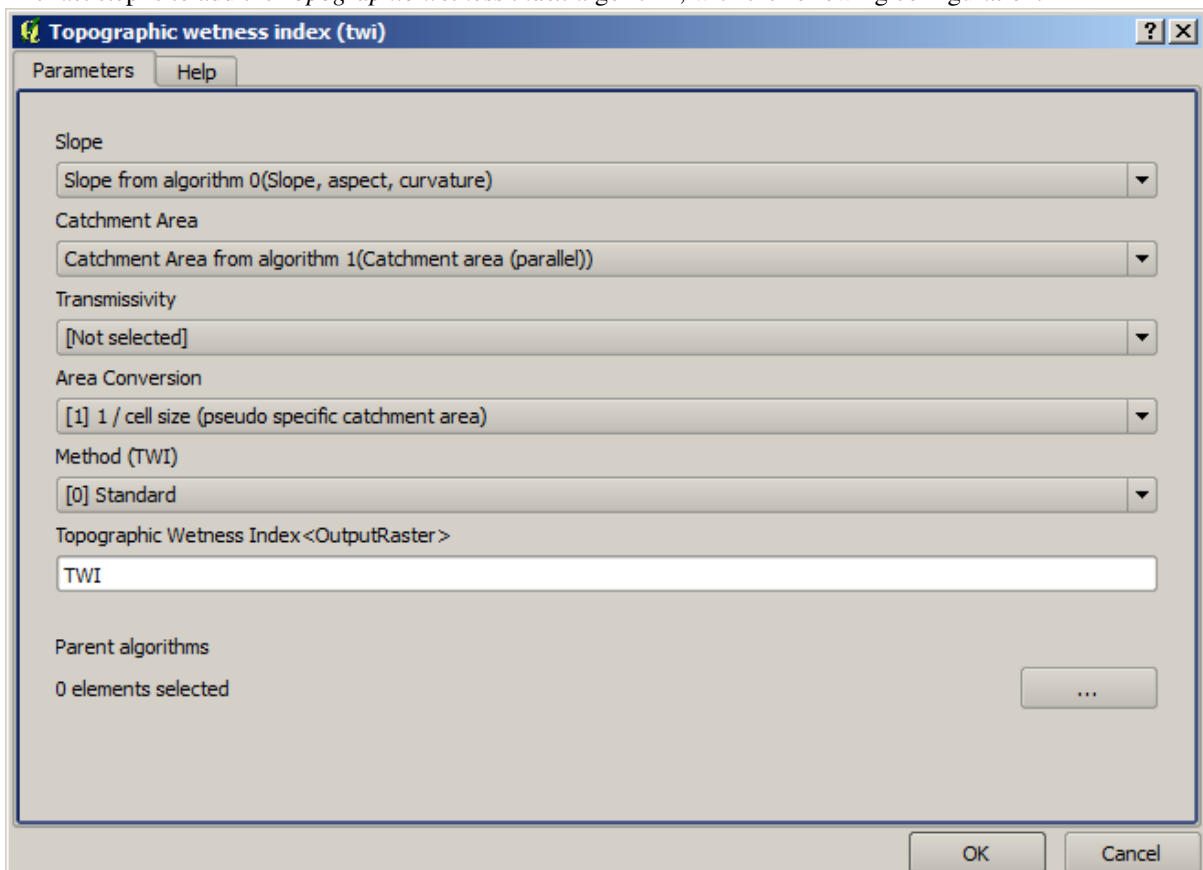 Topographic wetness index (twi)
Parameters Help
Slope
Slope from algorithm 0(Slope, aspect, curvature)
Catchment Area
Catchment Area from algorithm 1(Catchment area (parallel))
Transmissivity
[Not selected]
Area Conversion
[1] 1 / cell size (pseudo specific catchment area)
Method (TWI)
[0] Standard
Topographic Wetness Index<OutputRaster>
TWI
Parent algorithms
0 elements selected ...
OK Cancel